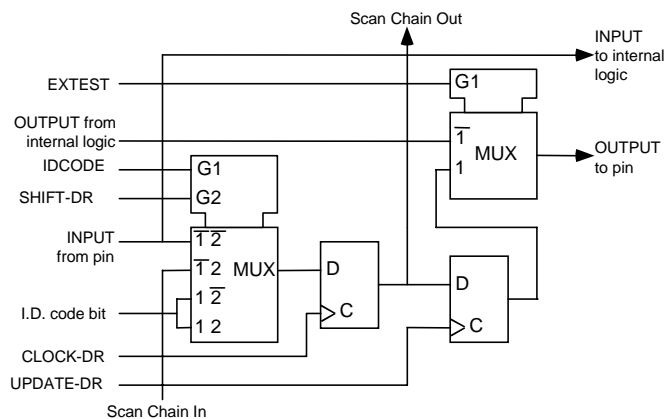 Scan Chain Out
INPUT
to internal
logic
EXTEST
G1
OUTPUT from
internal logic
1̅
MUX
1
OUTPUT
to pin
IDCODE
G1
SHIFT-DR
G2
INPUT
from pin
1̅ 2̅
1̅ 2
MUX
1 2̅
1 2
D
C
D
C
I.D. code bit
CLOCK-DR
UPDATE-DR
Scan Chain In